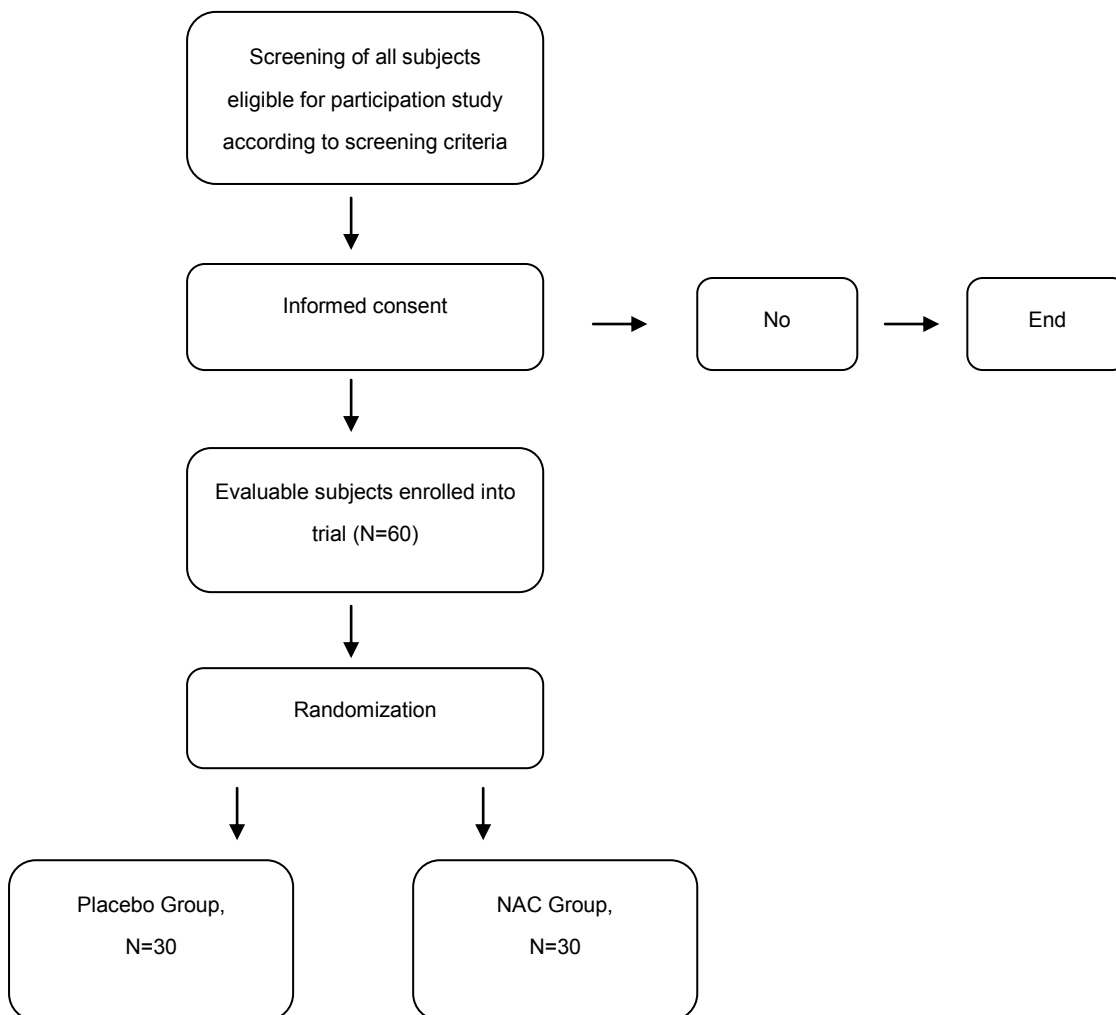 Screening of all subjects
eligible for participation study
according to screening criteria
Informed consent
No
End
Evaluable subjects enrolled into
trial (N=60)
Randomization
Placebo Group,
N=30
NAC Group,
N=30